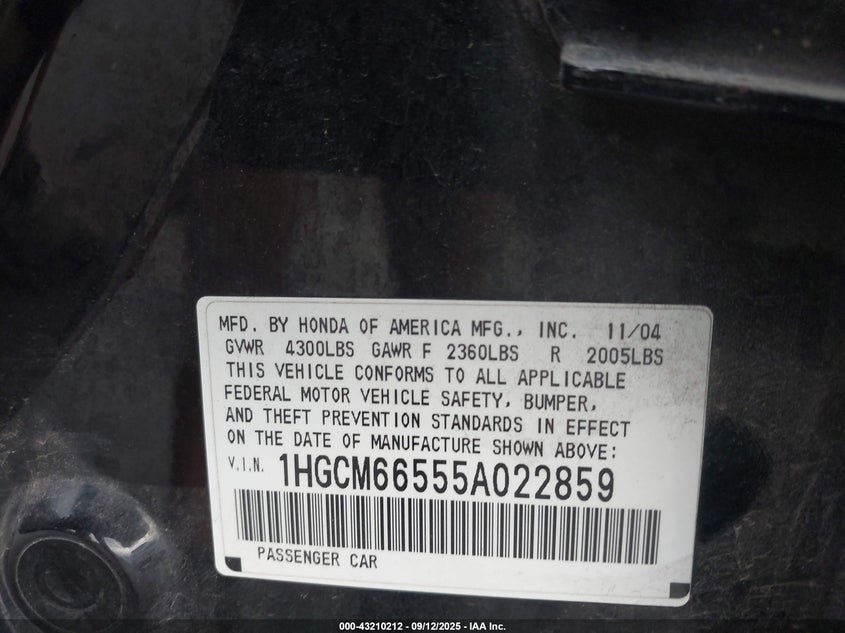 MFD. BY HONDA OF AMERICA MFG., INC. 11/04
GVWR 4300LBS GAWR F 2360LBS R 2005LBS
THIS VEHICLE CONFORMS TO ALL APPLICABLE
FEDERAL MOTOR VEHICLE SAFETY, BUMPER,
AND THEFT PREVENTION STANDARDS IN EFFECT
ON THE DATE OF MANUFACTURE SHOWN ABOVE:
V.I.N. 1HGCM66555A022859
PASSENGER CAR
000-43210212 - 09/12/2025 - IAA Inc.